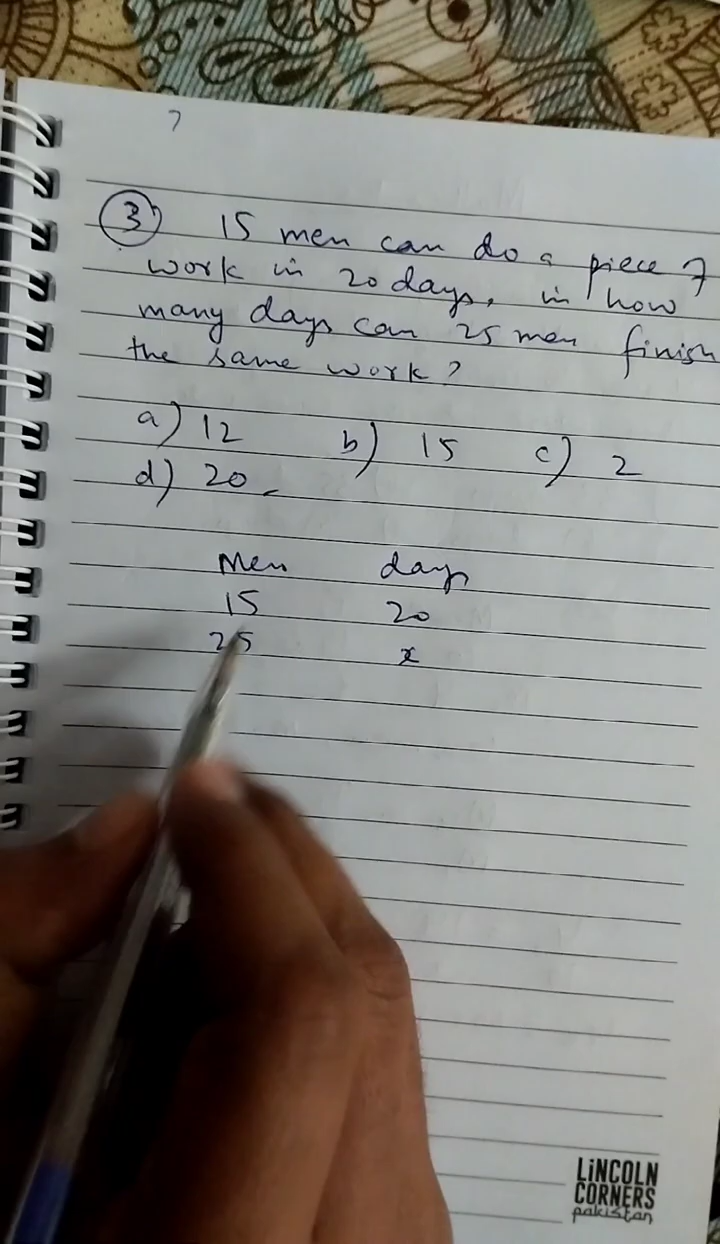 3) 15 men can do a piece of
work in 20 days, in how
many days can 25 men finish
the same work?
a) 12 b) 15 c) 2
d) 20
Men days
15 20
25 x
LiNCOLN
CORNERS
pakistan